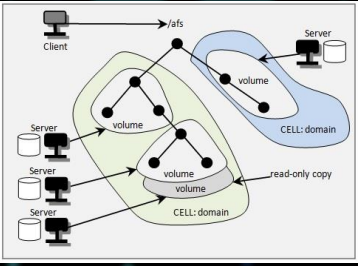 /afs
Client
Server
volume
CELL: domain
volume
Server
Server
volume
read-only copy
volume
Server
CELL: domain